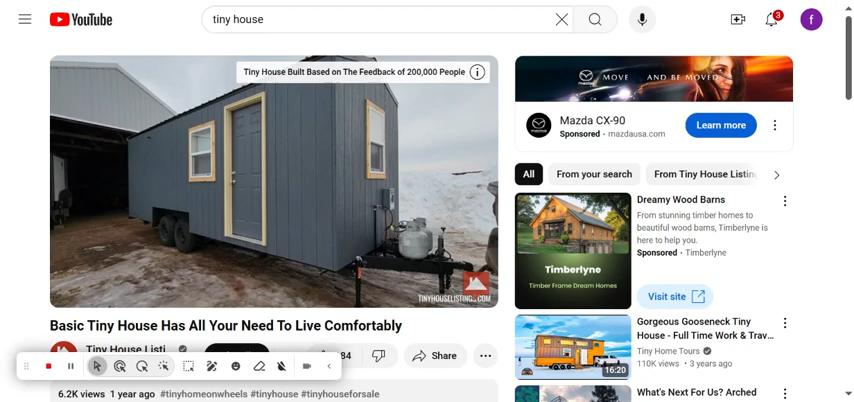 YouTube
tiny house
3
f
Tiny House Built Based on The Feedback of 200,000 People
TINYHOUSELISTINGS.COM
Basic Tiny House Has All Your Need To Live Comfortably
Tiny House Listi
84
Share
6.2K views 1 year ago #tinyhomeonwheels #tinyhouse #tinyhouseforsale
MOVE AND BE MOVED
Mazda CX-90
Sponsored • mazdausa.com
Learn more
All
From your search
From Tiny House Listin
Timberlyne
Timber Frame Dream Homes
Dreamy Wood Barns
From stunning timber homes to
beautiful wood barns, Timberlyne is
here to help you.
Sponsored • Timberlyne
Visit site
16:20
Gorgeous Gooseneck Tiny
House - Full Time Work & Trav...
Tiny Home Tours
110K views • 3 years ago
What's Next For Us? Arched